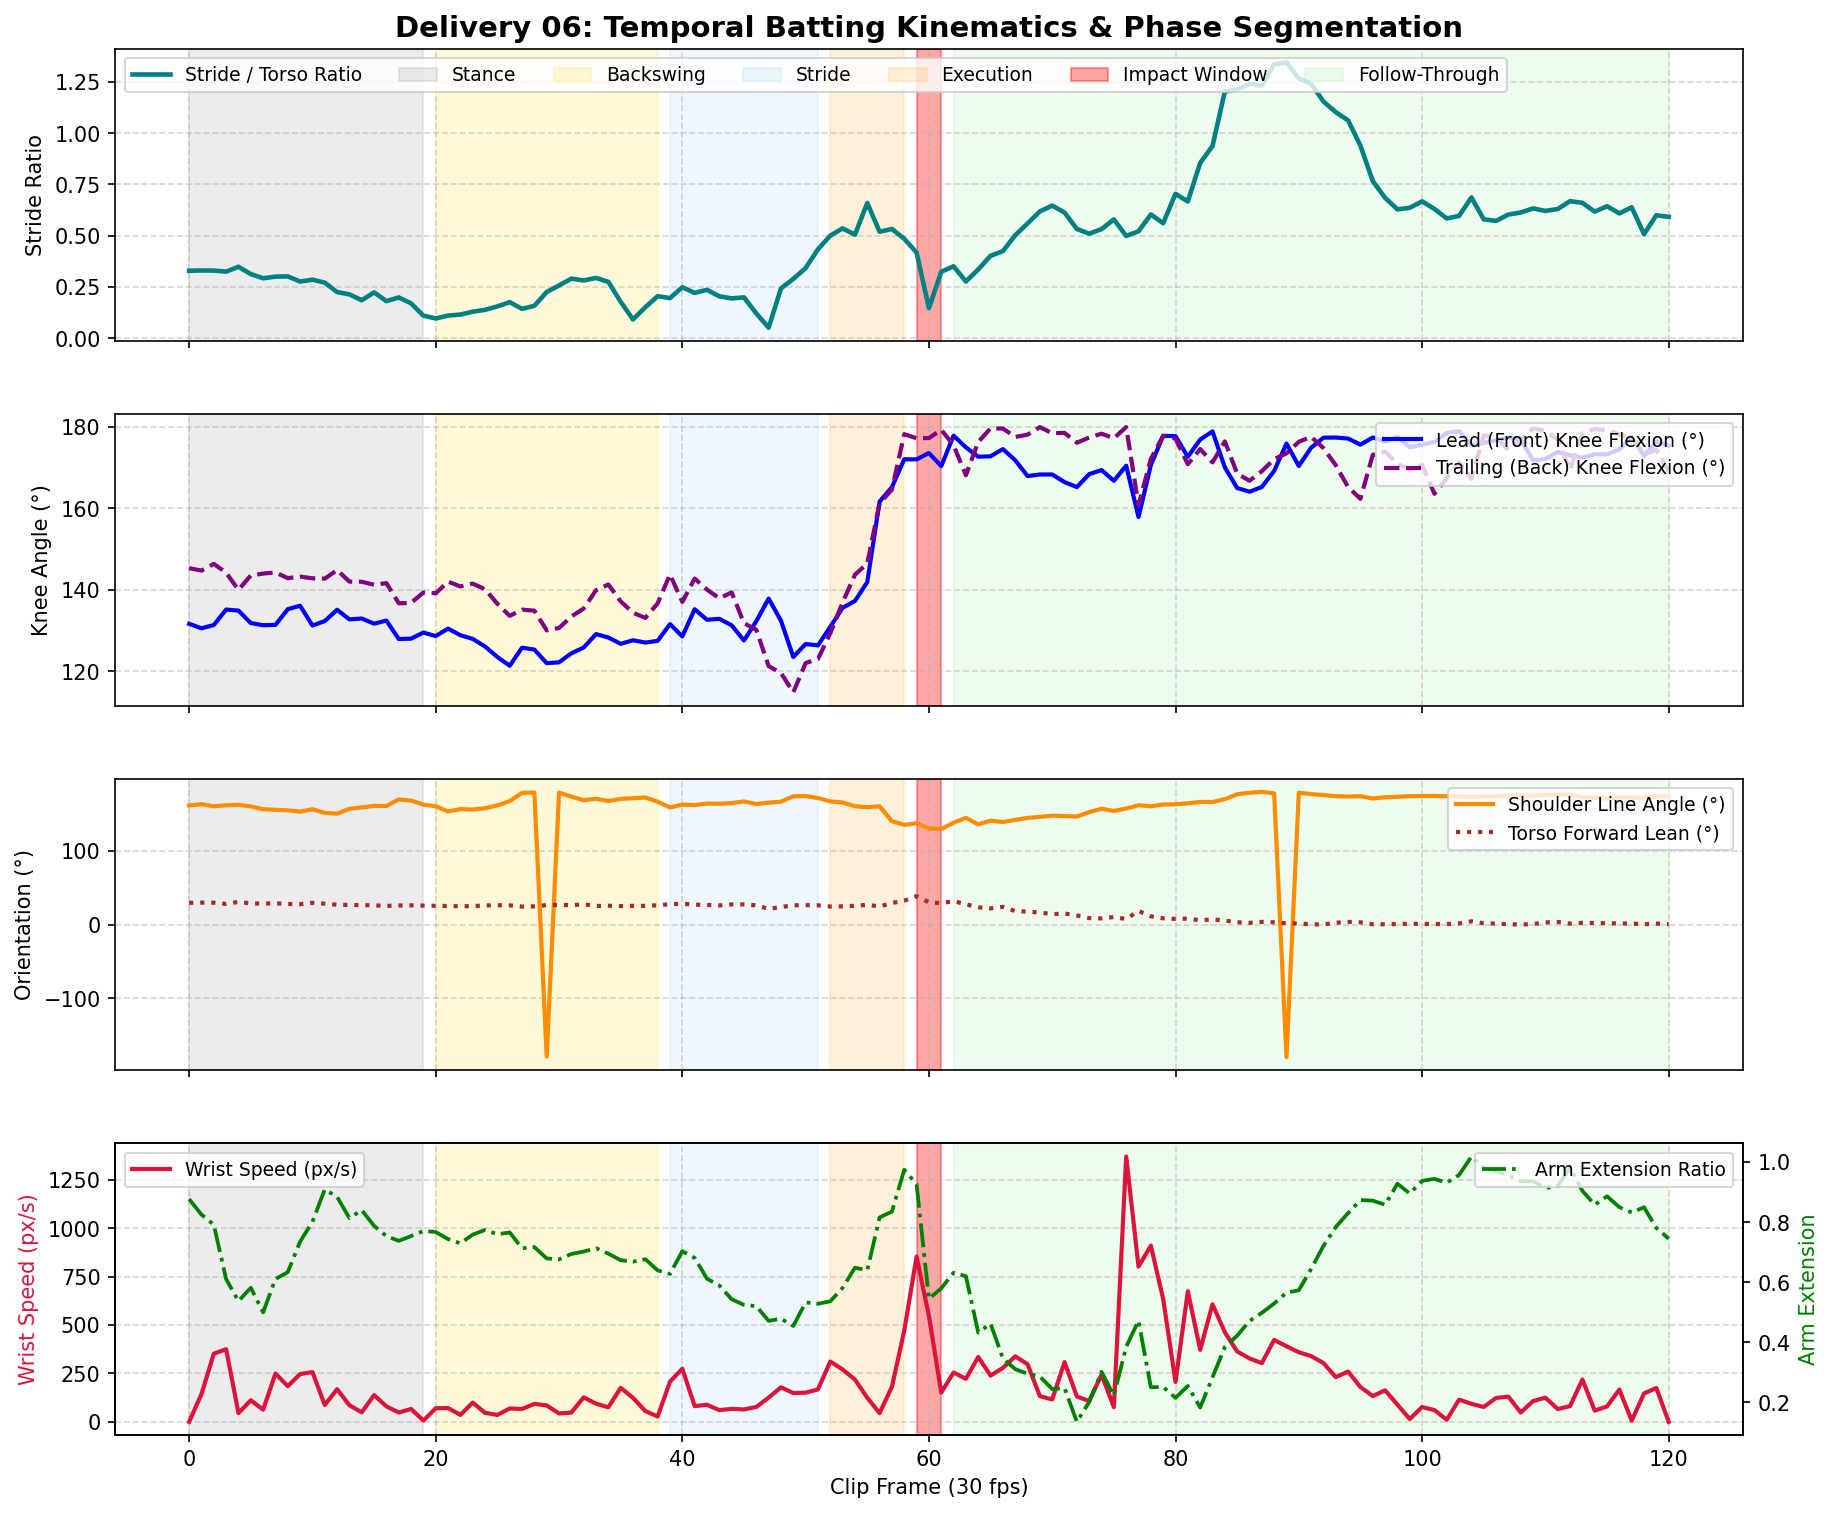 Delivery 06: Temporal Batting Kinematics & Phase Segmentation
Stride / Torso Ratio Stance Backswing Stride Execution Impact Window Follow-Through
Stride Ratio
1.25
1.00
0.75
0.50
0.25
0.00
Lead (Front) Knee Flexion (°)
Trailing (Back) Knee Flexion (°)
Knee Angle (°)
180
160
140
120
Shoulder Line Angle (°)
Torso Forward Lean (°)
Orientation (°)
100
0
−100
Wrist Speed (px/s)
Arm Extension Ratio
Wrist Speed (px/s)
1250
1000
750
500
250
0
1.0
0.8
0.6
0.4
0.2
Arm Extension
0 20 40 60 80 100 120
Clip Frame (30 fps)